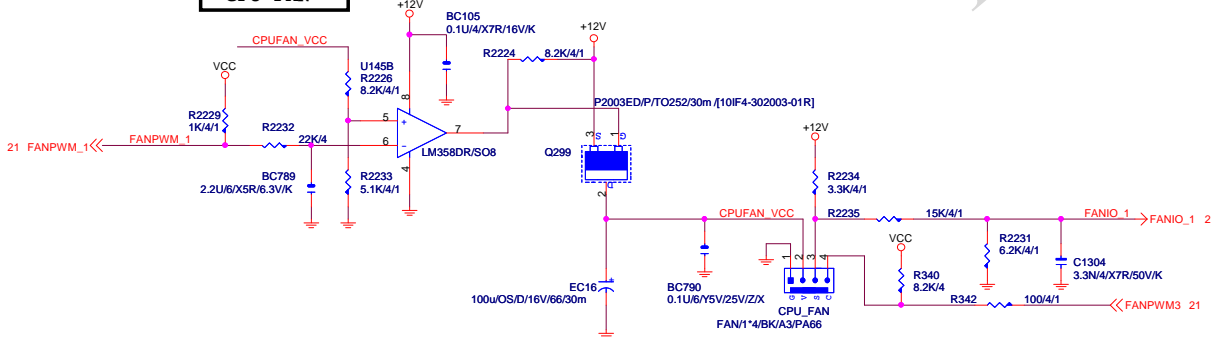 +12V
BC105
0.1U/4/X7R/16V/K
+12V
CPUFAN_VCC
R2224 8.2K/4/1
VCC
U145B
R2226
8.2K/4/1
8
P2003ED/P/TO252/30m /[10IF4-302003-01R]
R2229
1K/4/1
5
+
7
3
S
1
G
+12V
21 FANPWM_1
FANPWM_1
R2232
22K/4
6
-
LM358DR/SO8
Q299
4
D
2
BC789
2.2U/6/X5R/6.3V/K
R2233
5.1K/4/1
R2234
3.3K/4/1
CPUFAN_VCC
R2235 15K/4/1
FANIO_1
FANIO_1 2
VCC
R2231
6.2K/4/1
1 2 3 4
C1304
3.3N/4/X7R/50V/K
R340
8.2K/4
EC16
100u/OS/D/16V/66/30m
+
BC790
0.1U/6/Y5V/25V/Z/X
G V S C
R342 100/4/1
FANPWM3 21
CPU_FAN
FAN/1*4/BK/A3/PA66